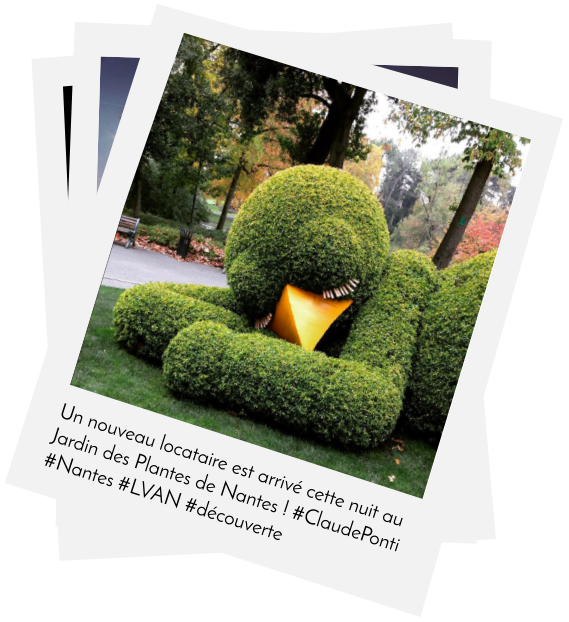 Un nouveau locataire est arrivé cette nuit au
Jardin des Plantes de Nantes ! #ClaudePonti
#Nantes #LVAN #découverte